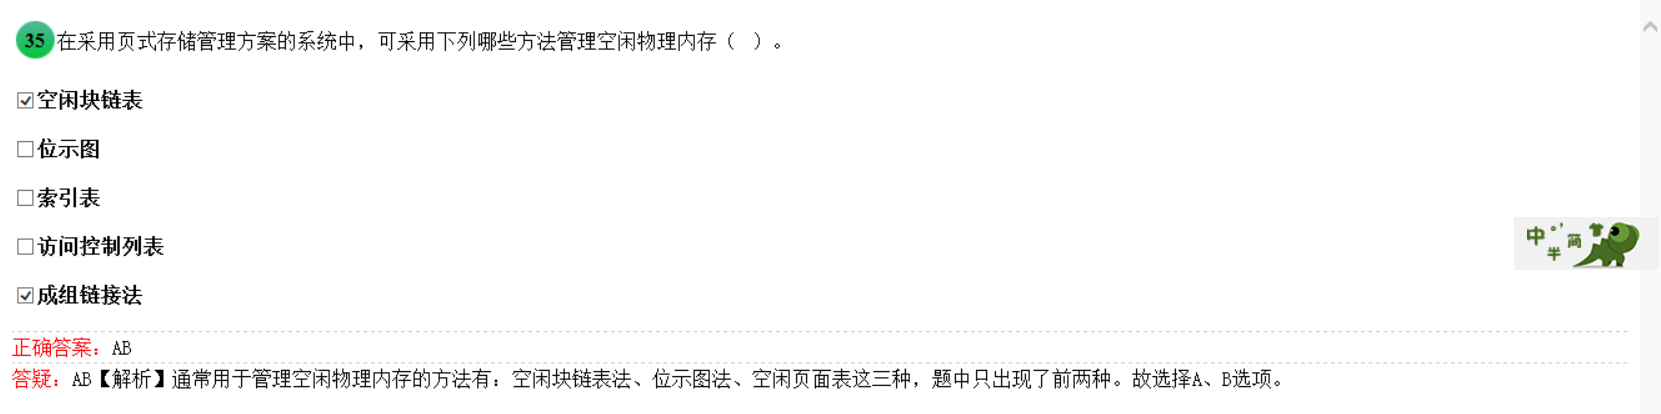 35 在采用页式存储管理方案的系统中，可采用下列哪些方法管理空闲物理内存（ ）。
空闲块链表
位示图
索引表
访问控制列表
中 °’ 简
半
成组链接法
正确答案：AB
答疑：AB【解析】通常用于管理空闲物理内存的方法有：空闲块链表法、位示图法、空闲页面表这三种，题中只出现了前两种。故选择A、B选项。